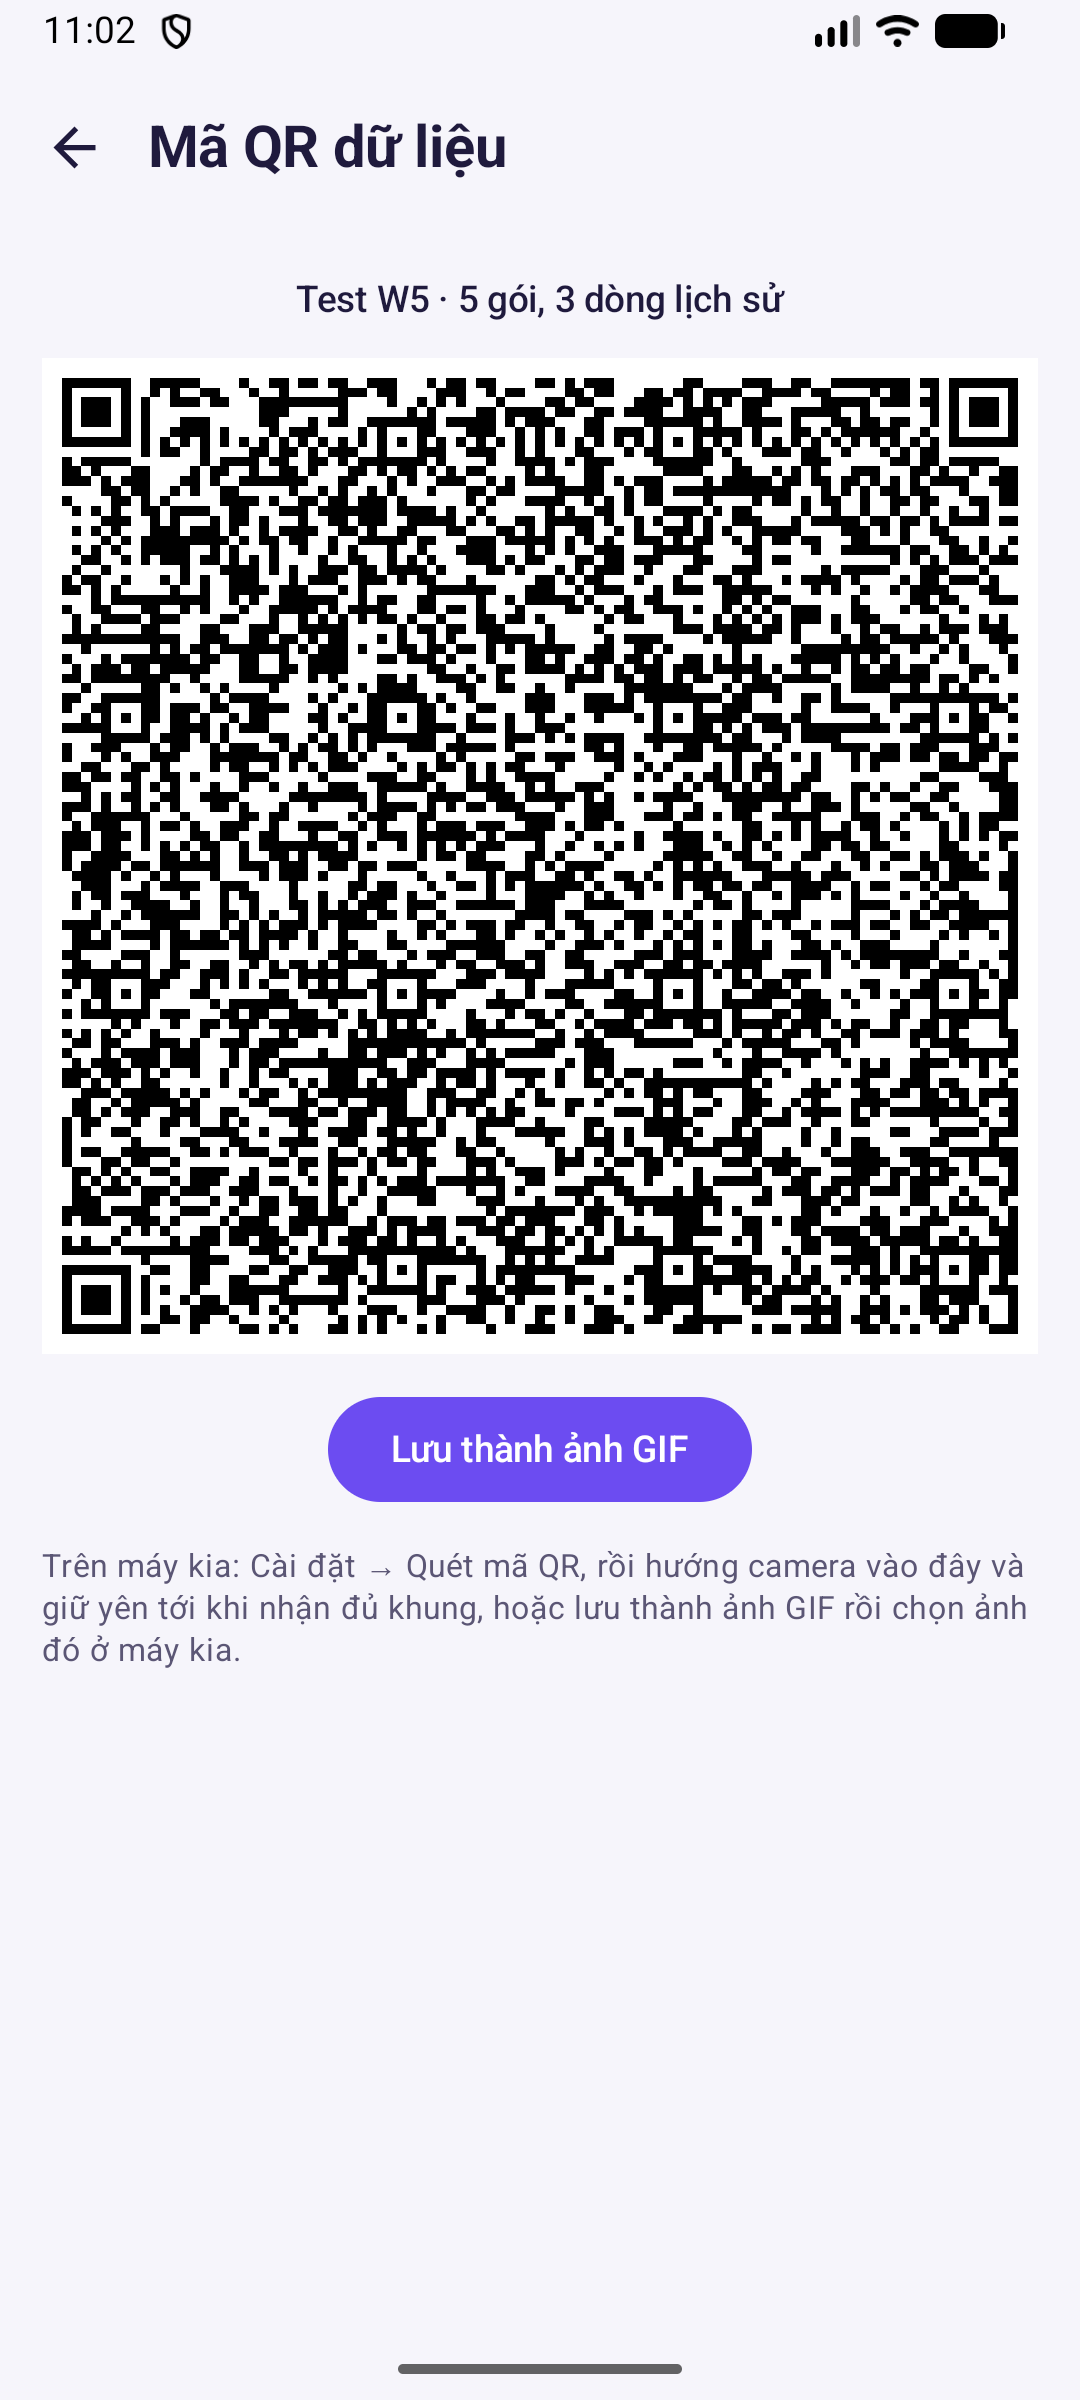 11:02
Mã QR dữ liệu
Test W5 · 5 gói, 3 dòng lịch sử
Lưu thành ảnh GIF
Trên máy kia: Cài đặt → Quét mã QR, rồi hướng camera vào đây và
giữ yên tới khi nhận đủ khung, hoặc lưu thành ảnh GIF rồi chọn ảnh
đó ở máy kia.